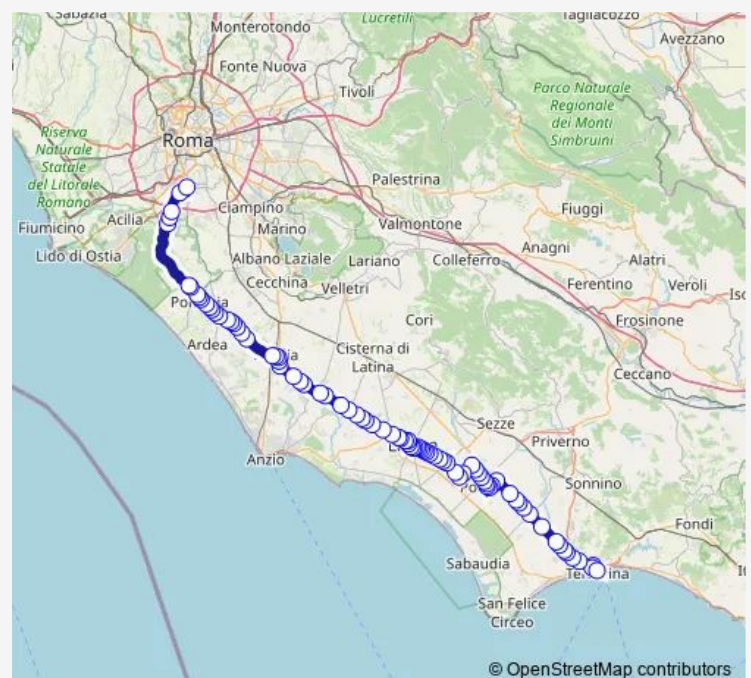 Sabazia
Lucretili
Tagliacozzo
Monterotondo
Avezzano
Fonte Nuova
Tivoli
Parco Naturale
Regionale
dei Monti
Simbruini
Riserva
Naturale
Statale
del Litorale
Romano
Roma
Palestrina
Fiuggi
Acilia
Ciampino
Valmontone
Fiumicino
Marino
Anagni
Alatri
Lido di Ostia
Albano Laziale
Lariano
Colleferro
Ferentino
Veroli
Cecchina
Velletri
Frosinone
Cori
Ardea
Cisterna di
Latina
Ceccano
Sezze
Priverno
Anzio
Sonnino
Fondi
Sabaudia
San Felice
Circeo
© OpenStreetMap contributors